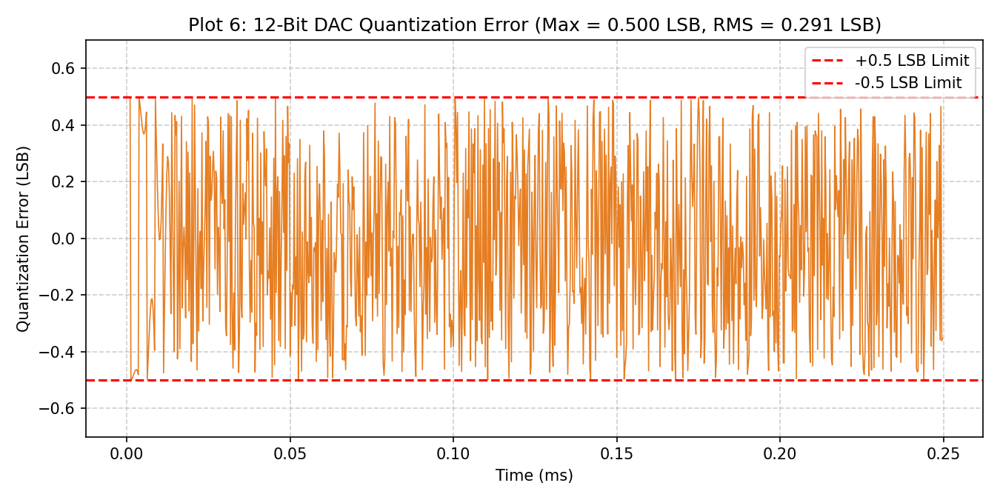 Plot 6: 12-Bit DAC Quantization Error (Max = 0.500 LSB, RMS = 0.291 LSB)
+0.5 LSB Limit
-0.5 LSB Limit
Quantization Error (LSB)
0.6
0.4
0.2
0.0
−0.2
−0.4
−0.6
0.00 0.05 0.10 0.15 0.20 0.25
Time (ms)